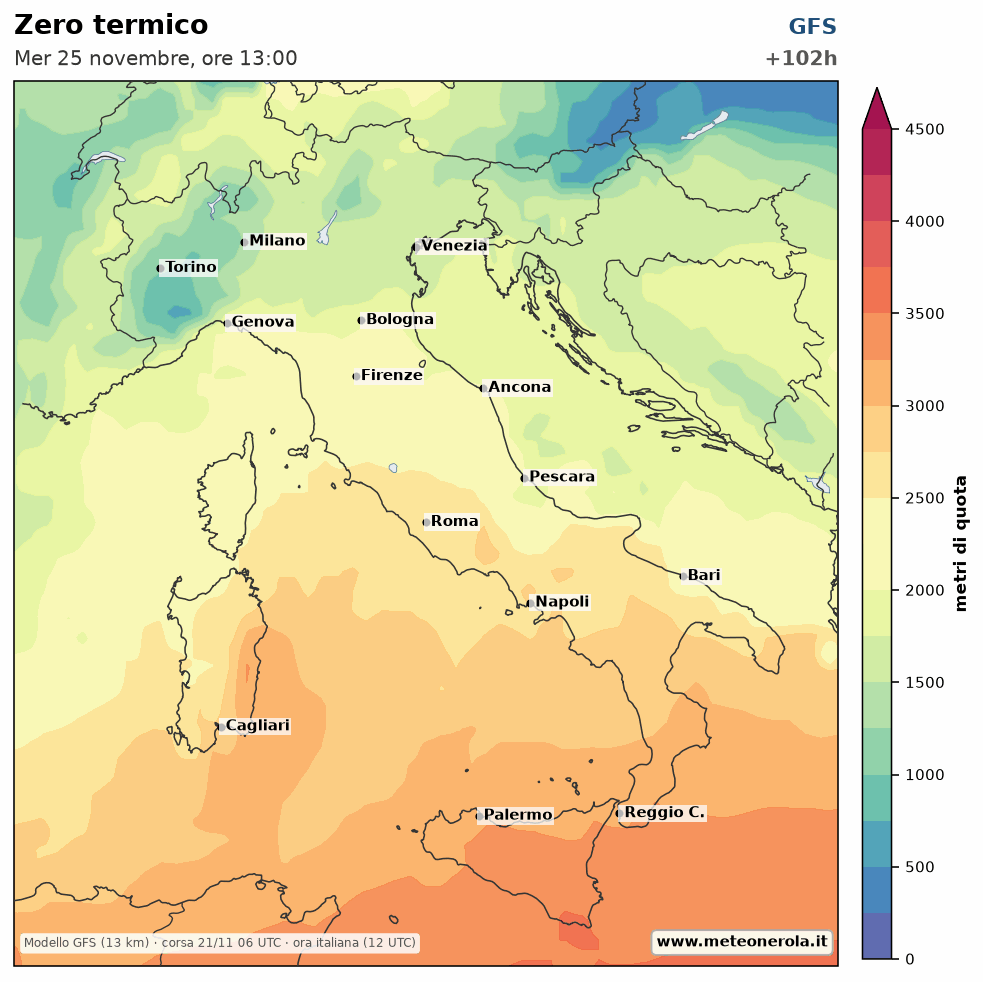 Zero termico
GFS
Mer 25 novembre, ore 13:00
+102h
Milano
Venezia
Torino
Genova
Bologna
Firenze
Ancona
Pescara
Roma
Bari
Napoli
Cagliari
Palermo
Reggio C.
4500
4000
3500
3000
2500
2000
1500
1000
500
0
metri di quota
Modello GFS (13 km) · corsa 21/11 06 UTC · ora italiana (12 UTC)
www.meteonerola.it